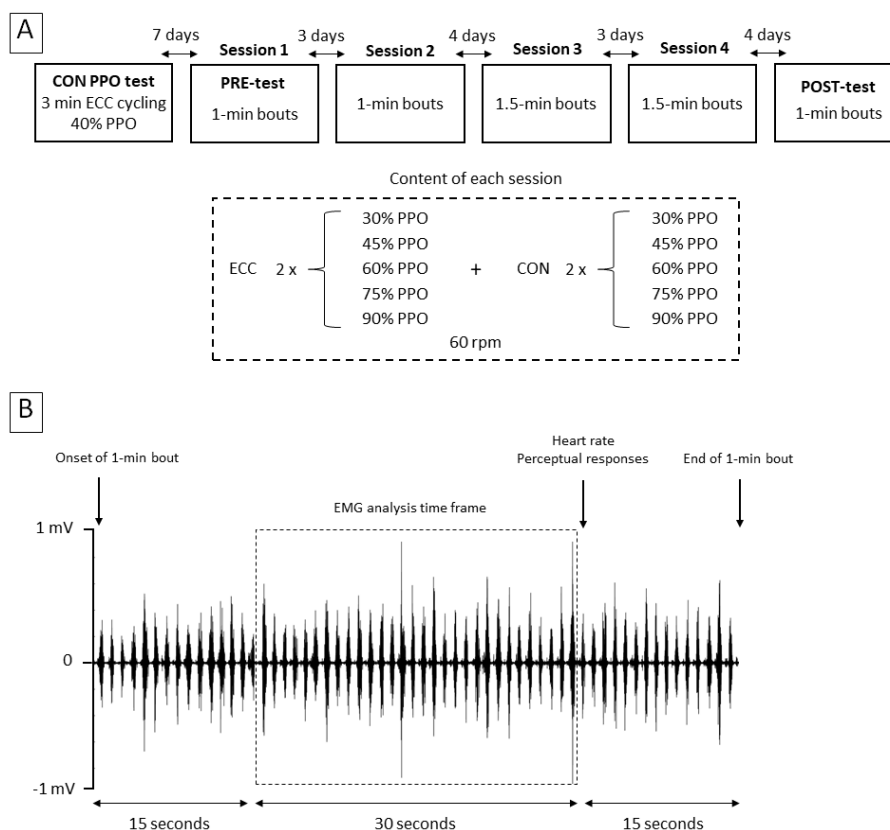 A
7 days
3 days
4 days
3 days
4 days
Session 1
Session 2
Session 3
Session 4
CON PPO test
3 min ECC cycling
40% PPO
PRE-test
1-min bouts
1-min bouts
1.5-min bouts
1.5-min bouts
POST-test
1-min bouts
Content of each session
ECC 2 x
30% PPO
45% PPO
60% PPO
75% PPO
90% PPO
+
CON 2 x
30% PPO
45% PPO
60% PPO
75% PPO
90% PPO
60 rpm
B
Onset of 1-min bout
Heart rate
Perceptual responses
End of 1-min bout
EMG analysis time frame
1 mV
0
-1 mV
15 seconds
30 seconds
15 seconds